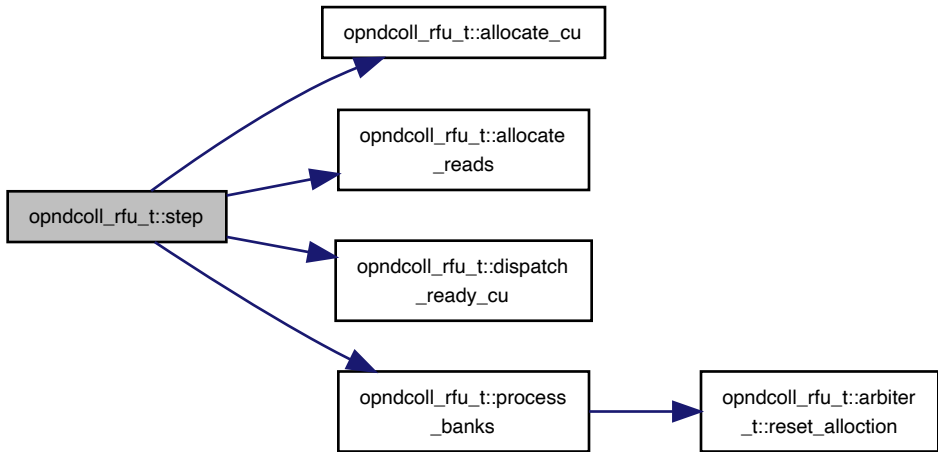 opndcoll_rfu_t::allocate_cu
opndcoll_rfu_t::allocate
_reads
opndcoll_rfu_t::step
opndcoll_rfu_t::dispatch
_ready_cu
opndcoll_rfu_t::process
_banks
opndcoll_rfu_t::arbiter
_t::reset_alloction